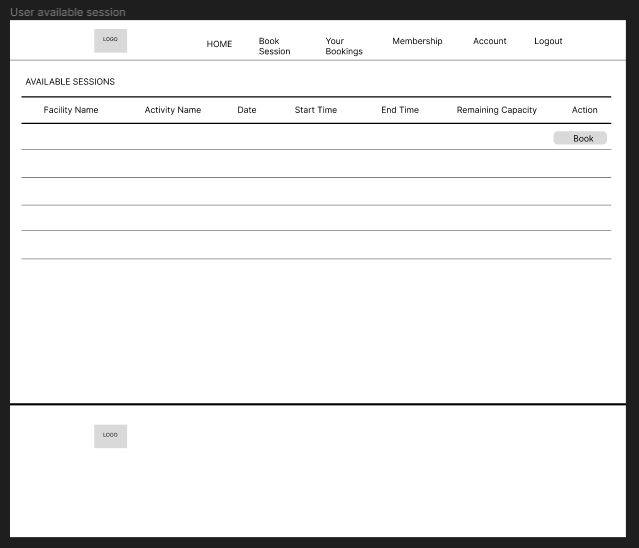 User available session
LOGO
HOME
Book
Session
Your
Bookings
Membership
Account
Logout
AVAILABLE SESSIONS
Facility Name
Activity Name
Date
Start Time
End Time
Remaining Capacity
Action
Book
LOGO